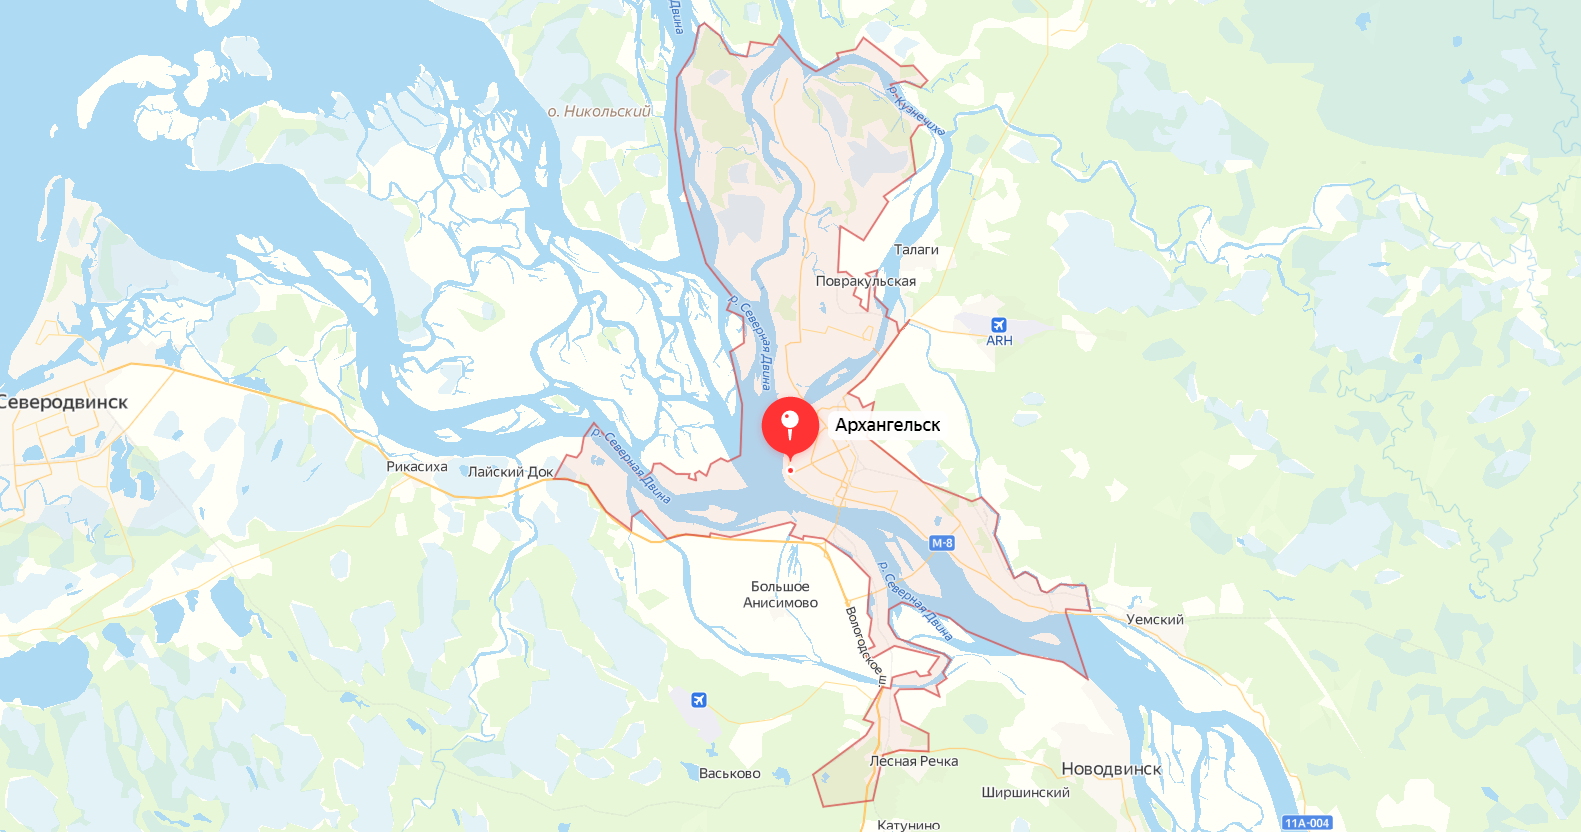 Двина
о. Никольский
р. Кузнечиха
Талаги
Повракульская
р. Северная Двина
ARH
Северодвинск
Архангельск
р. Северная Двина
Рикасиха
Лайский Док
М-8
р. Северная Двина
Большое
Анисимово
Вологодское ш.
Уемский
Васьково
Лесная Речка
Новодвинск
Ширшинский
Катунино
11А-004